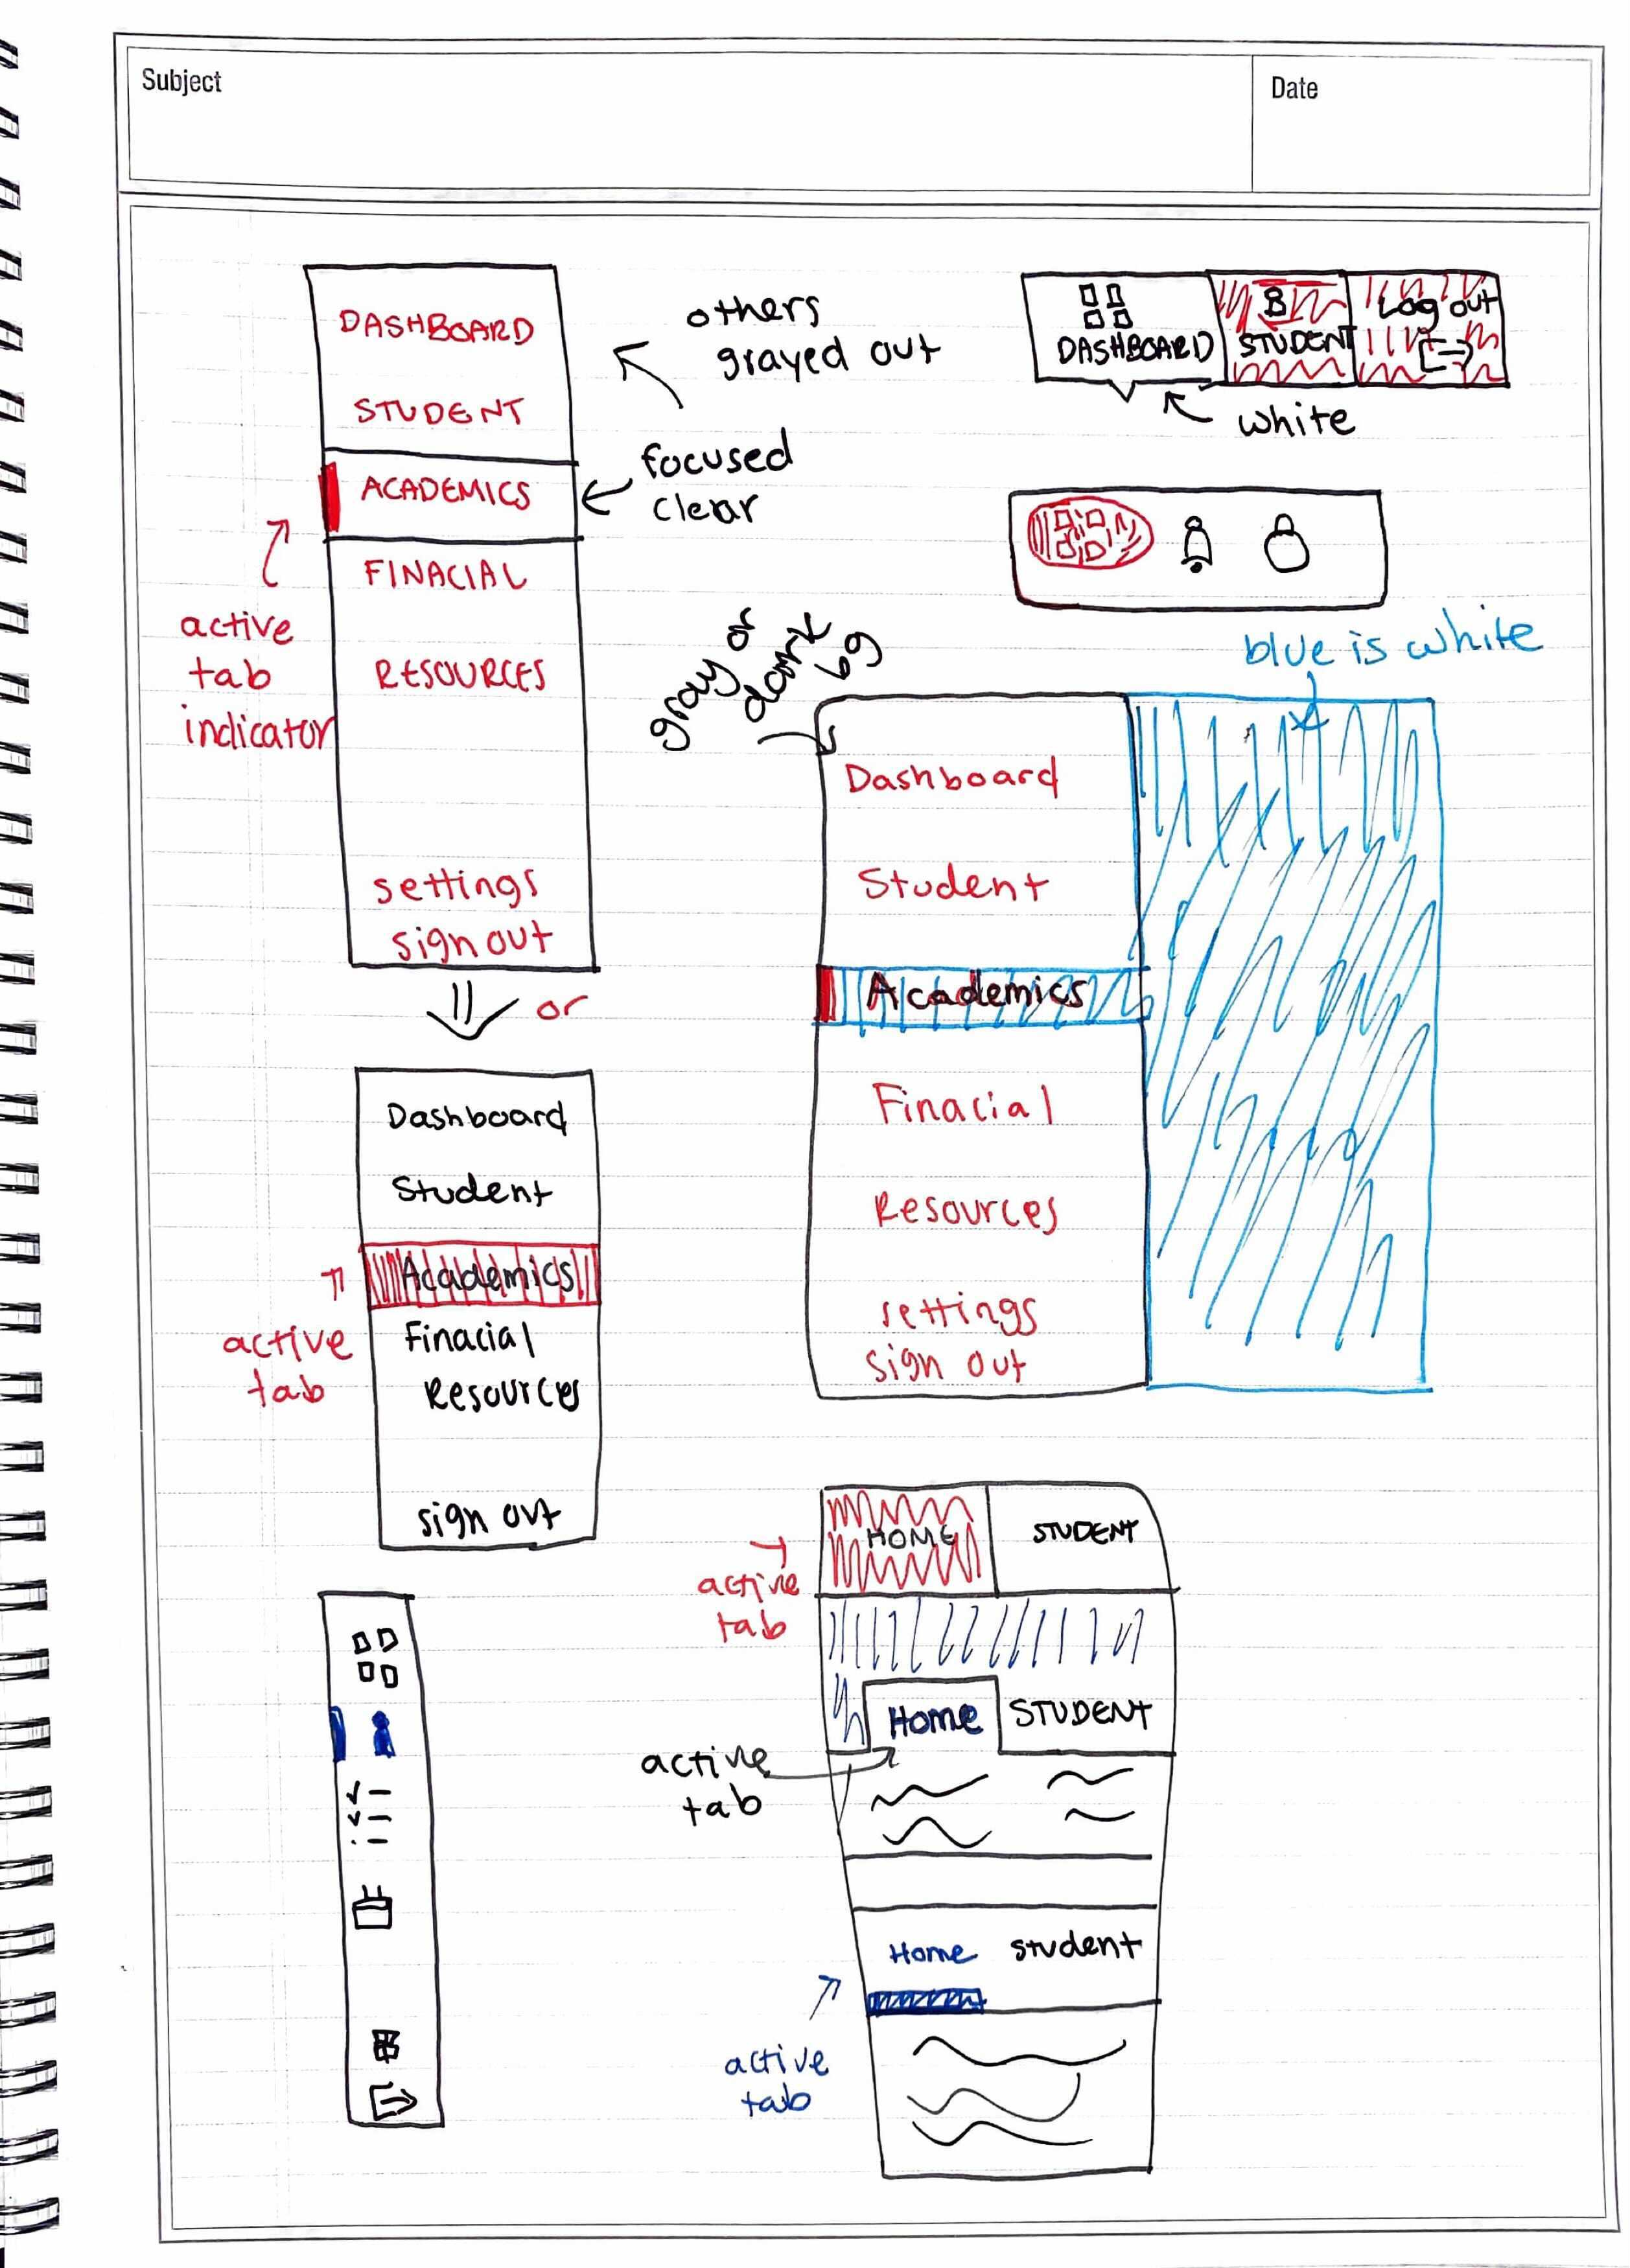 Subject
Date
DASHBOARD
STUDENT
ACADEMICS
FINACIAL
RESOURCES
settings
sign out
others
grayed out
focused
clear
active
tab
indicator
or
DASHBOARD
STUDENT
Log out
white
blue is white
gray or
dark
bg
Dashboard
Student
Academics
Finacial
Resources
settings
sign out
Dashboard
Student
Academics
Finacial
Resources
sign out
active
tab
HOME
STUDENT
active
tab
Home
STUDENT
active
tab
Home
student
active
tab